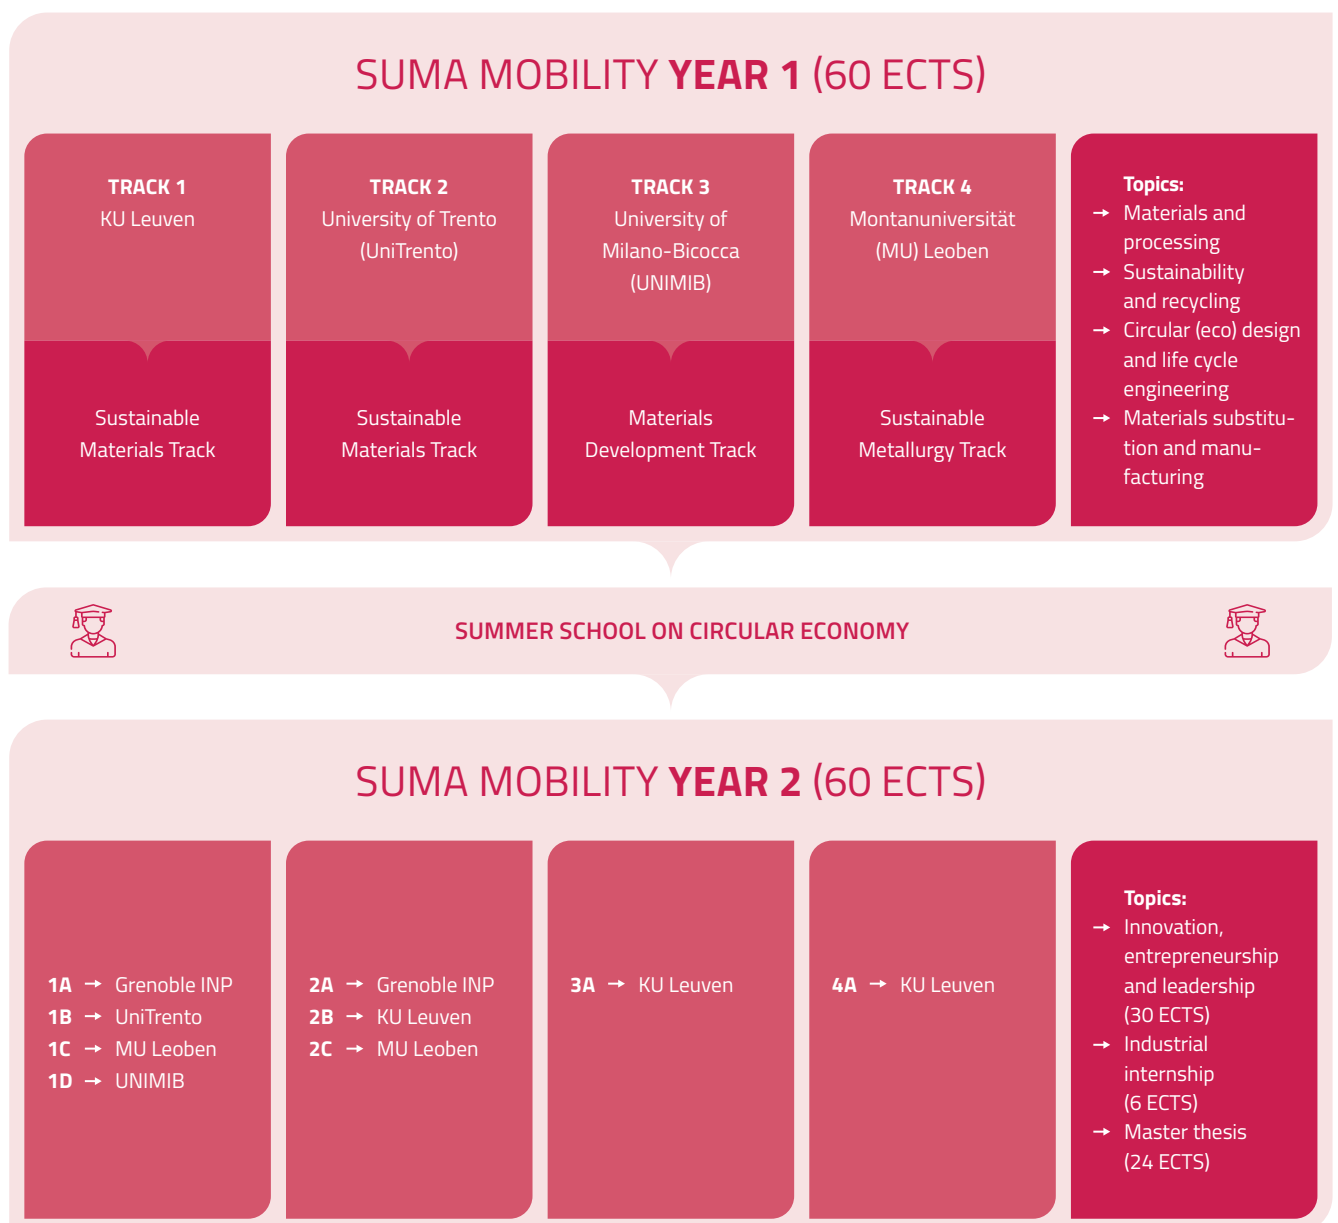 SUMA MOBILITY YEAR 1 (60 ECTS)
TRACK 1
KU Leuven
Sustainable
Materials Track
TRACK 2
University of Trento
(UniTrento)
Sustainable
Materials Track
TRACK 3
University of
Milano-Bicocca
(UNIMIB)
Materials
Development Track
TRACK 4
Montanuniversität
(MU) Leoben
Sustainable
Metallurgy Track
Topics:
→ Materials and
processing
→ Sustainability
and recycling
→ Circular (eco) design
and life cycle
engineering
→ Materials substitu-
tion and manu-
facturing
SUMMER SCHOOL ON CIRCULAR ECONOMY
SUMA MOBILITY YEAR 2 (60 ECTS)
1A → Grenoble INP
1B → UniTrento
1C → MU Leoben
1D → UNIMIB
2A → Grenoble INP
2B → KU Leuven
2C → MU Leoben
3A → KU Leuven
4A → KU Leuven
Topics:
→ Innovation,
entrepreneurship
and leadership
(30 ECTS)
→ Industrial
internship
(6 ECTS)
→ Master thesis
(24 ECTS)